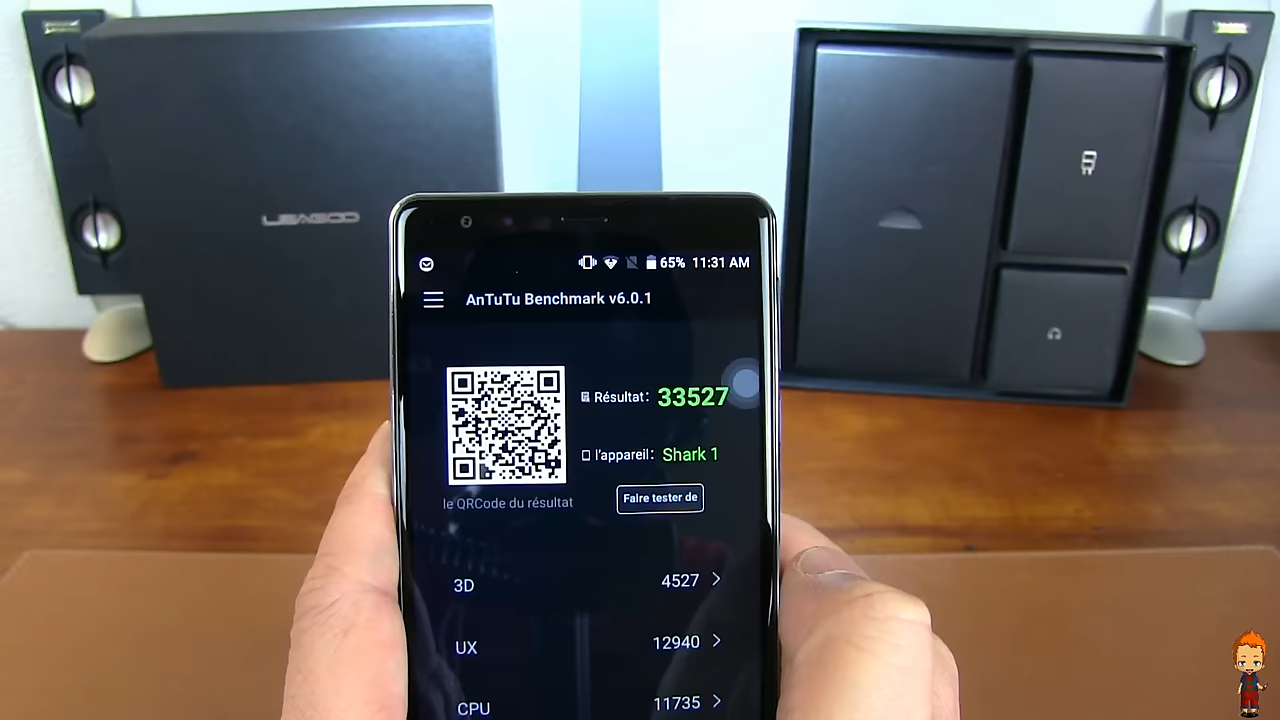 LEAGOO
65% 11:31 AM
AnTuTu Benchmark v6.0.1
Résultat: 33527
l'appareil: Shark 1
le QRCode du résultat
Faire tester de
3D 4527
UX 12940
CPU 11735